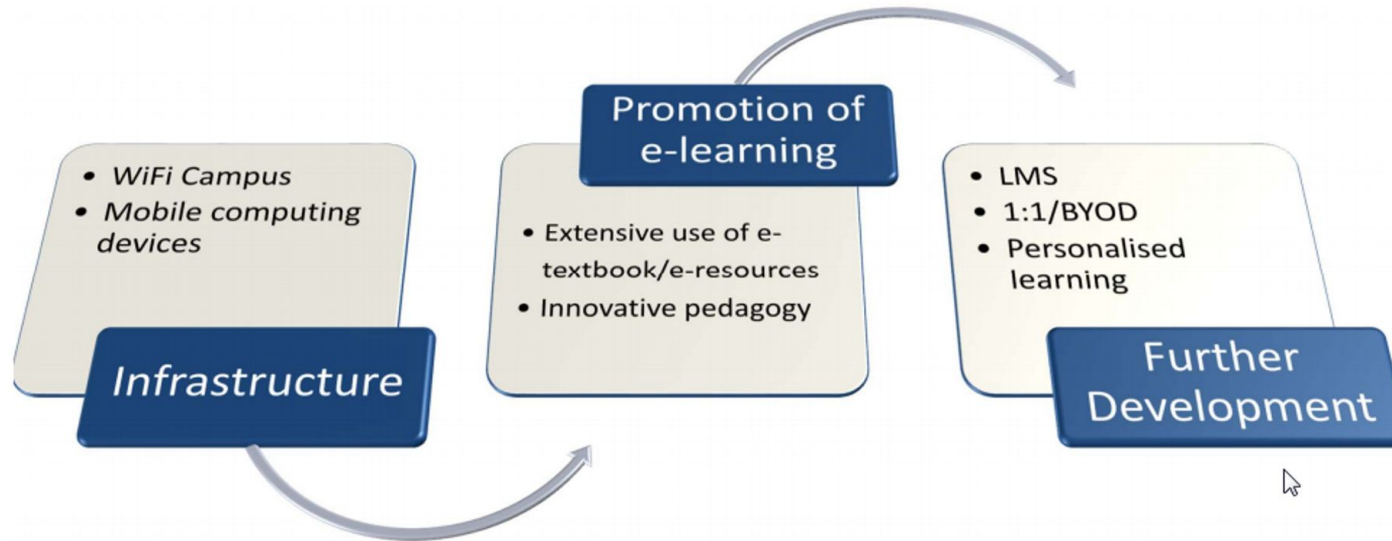 • WiFi Campus
• Mobile computing
devices
Infrastructure
Promotion of
e-learning
• Extensive use of e-
textbook/e-resources
• Innovative pedagogy
• LMS
• 1:1/BYOD
• Personalised
learning
Further
Development